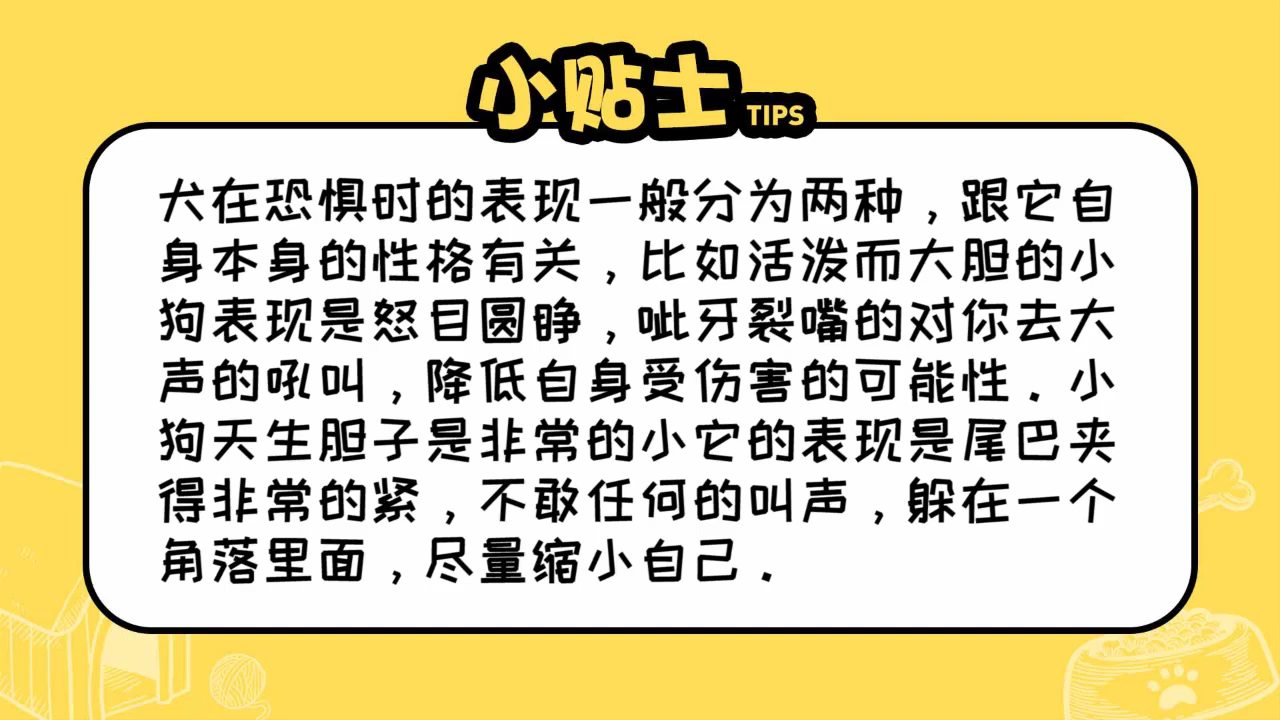 小贴士 TIPS
犬在恐惧时的表现一般分为两种，跟它自
身本身的性格有关，比如活泼而大胆的小
狗表现是怒目圆睁，呲牙裂嘴的对你去大
声的吼叫，降低自身受伤害的可能性．小
狗天生胆子是非常的小它的表现是尾巴夹
得非常的紧，不敢任何的叫声，躲在一个
角落里面，尽量缩小自己．